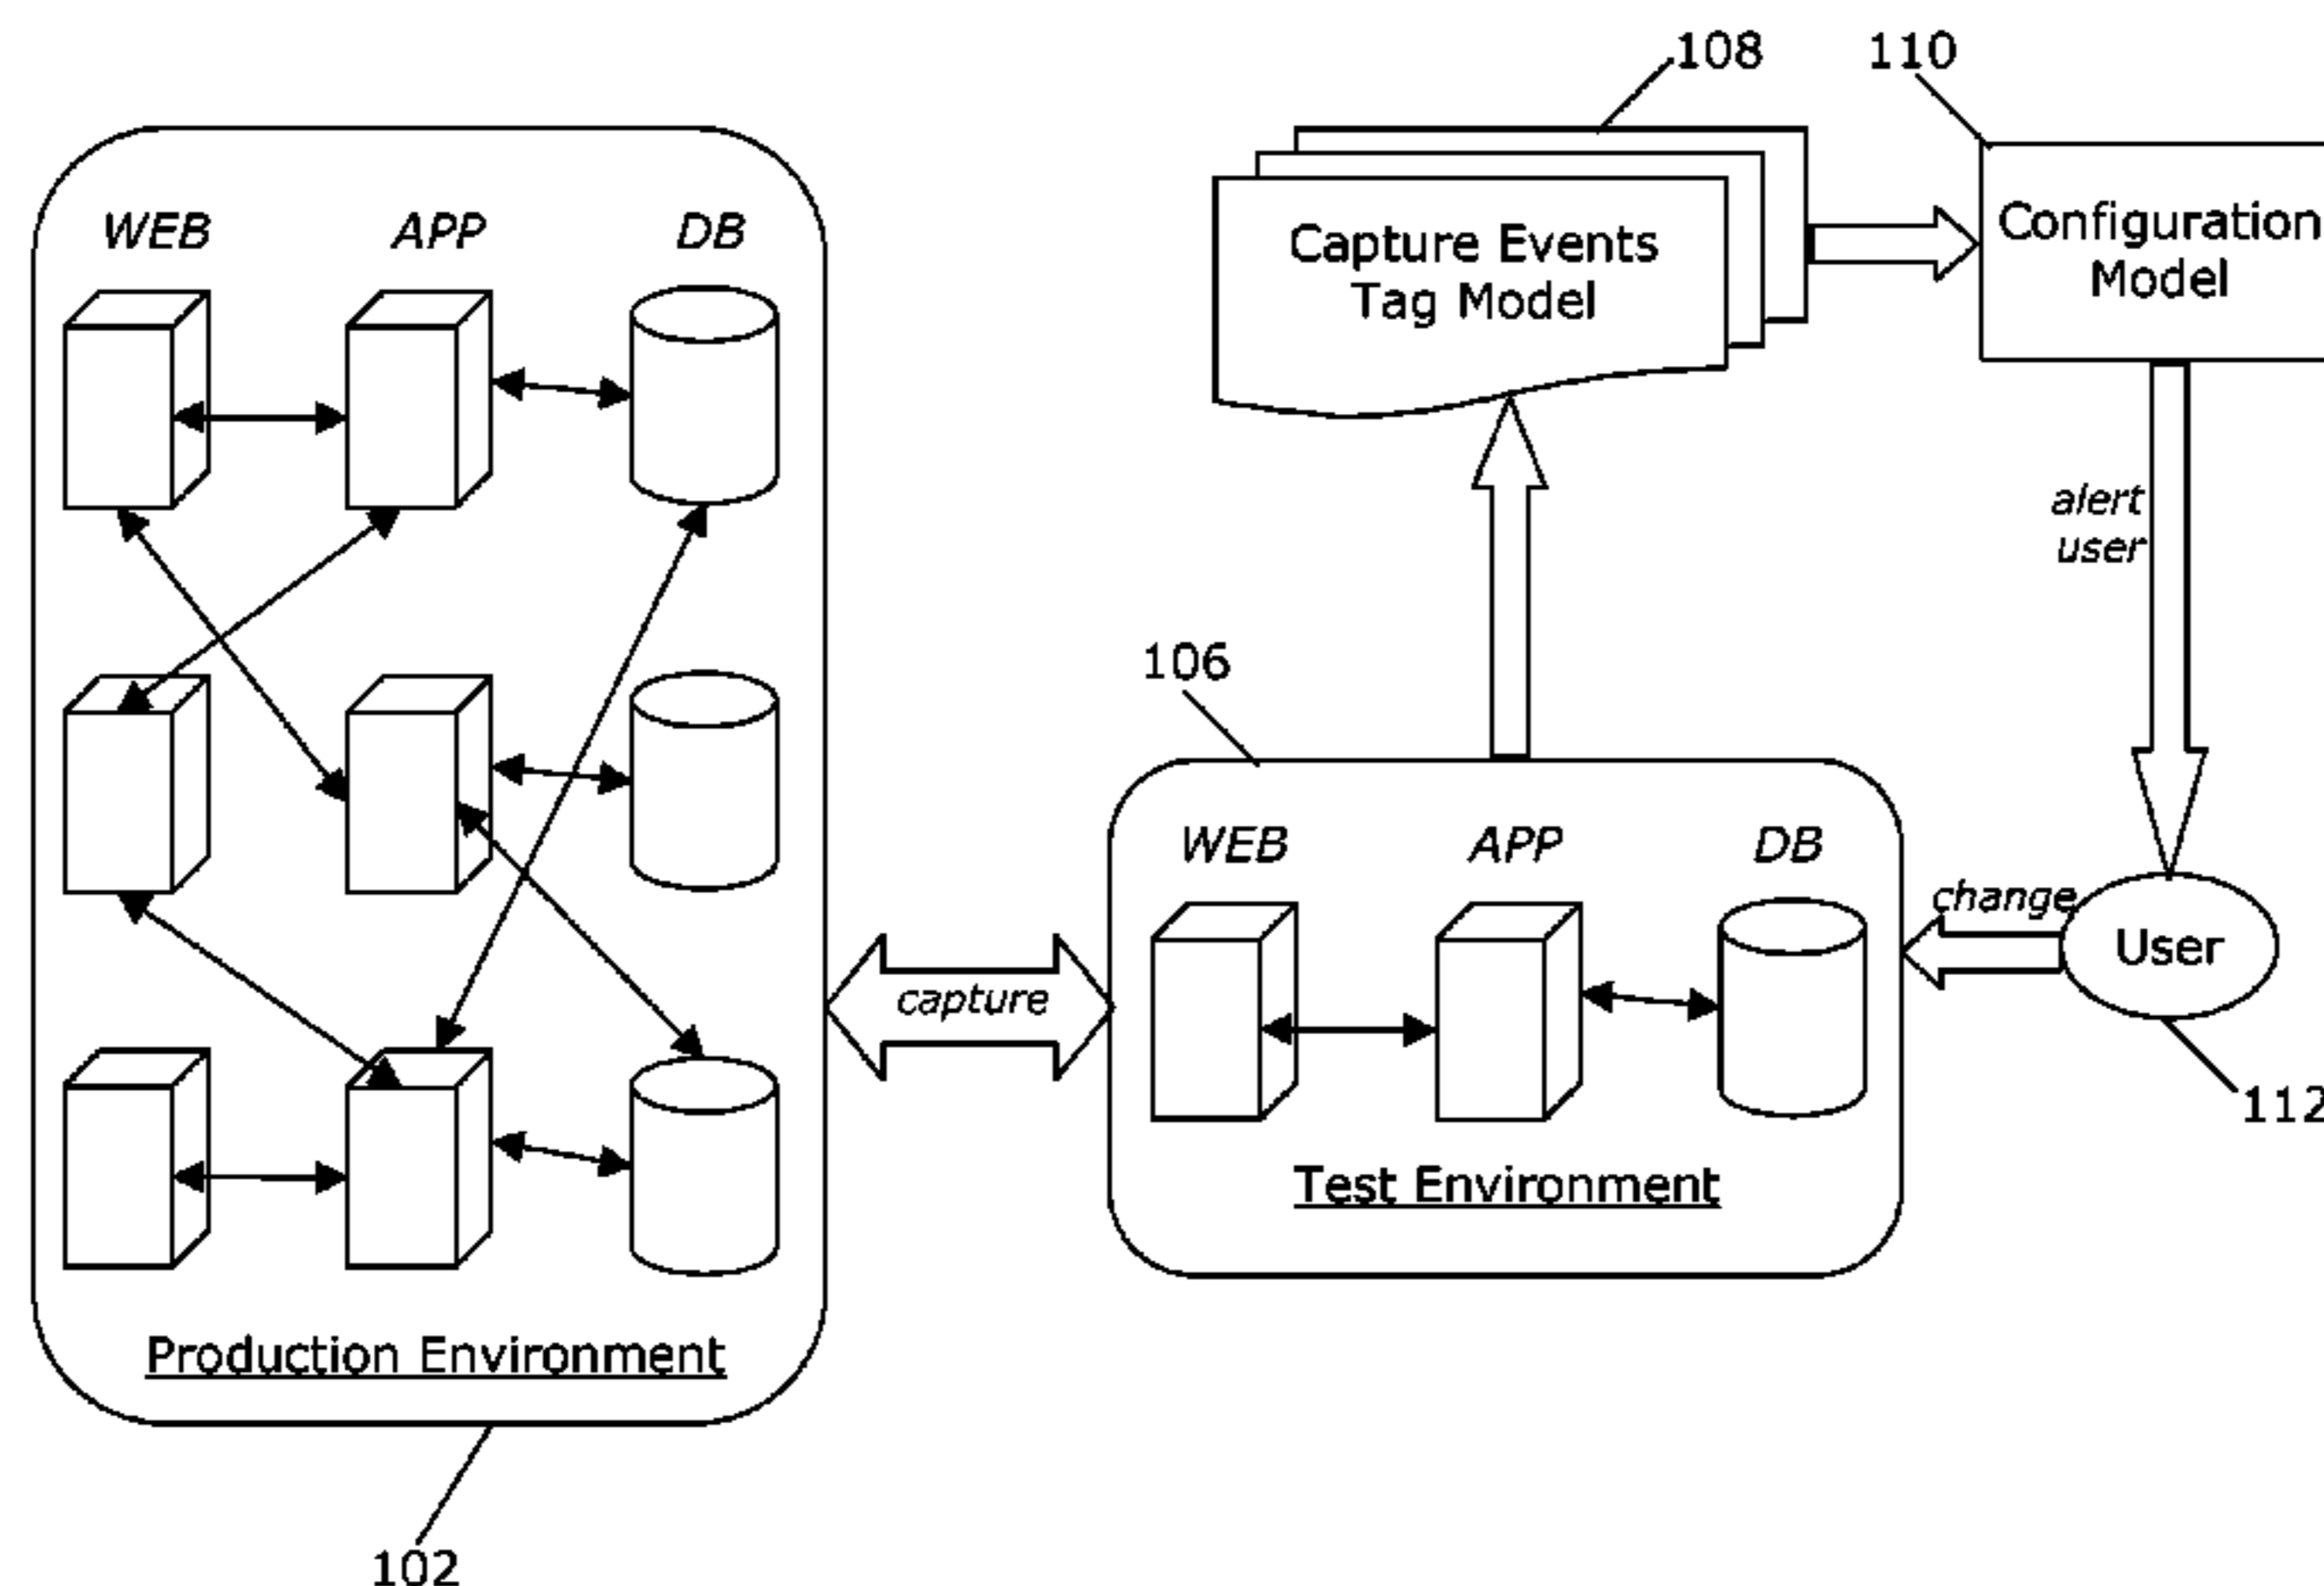 108
110
WEB APP DB
Capture Events
Tag Model
Configuration
Model
alert
user
106
WEB APP DB
change
User
capture
112
Test Environment
Production Environment
102